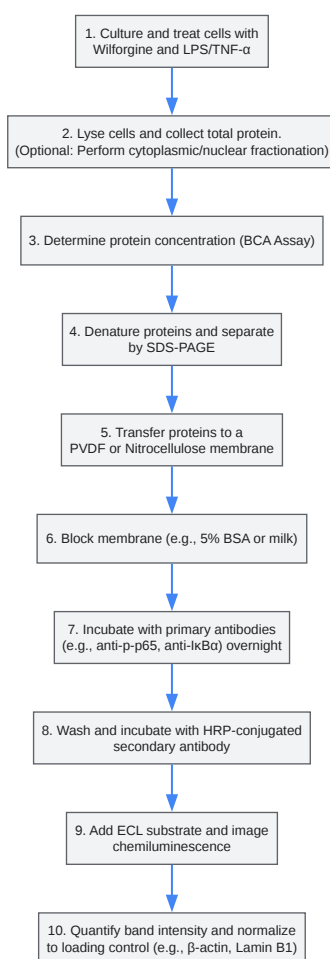 1. Culture and treat cells with
Wilforgine and LPS/TNF-α
2. Lyse cells and collect total protein.
(Optional: Perform cytoplasmic/nuclear fractionation)
3. Determine protein concentration (BCA Assay)
4. Denature proteins and separate
by SDS-PAGE
5. Transfer proteins to a
PVDF or Nitrocellulose membrane
6. Block membrane (e.g., 5% BSA or milk)
7. Incubate with primary antibodies
(e.g., anti-p-p65, anti-IκBα) overnight
8. Wash and incubate with HRP-conjugated
secondary antibody
9. Add ECL substrate and image
chemiluminescence
10. Quantify band intensity and normalize
to loading control (e.g., β-actin, Lamin B1)